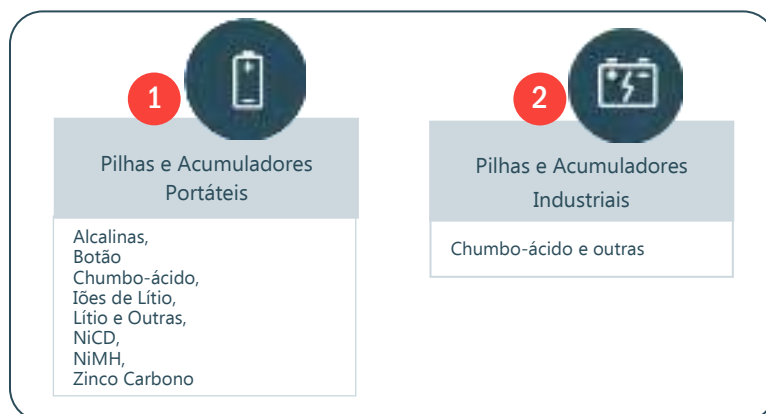 1
Pilhas e Acumuladores
Portáteis
Alcalinas,
Botão
Chumbo-ácido,
Iões de Lítio,
Lítio e Outras,
NiCD,
NiMH,
Zinco Carbono
2
Pilhas e Acumuladores
Industriais
Chumbo-ácido e outras